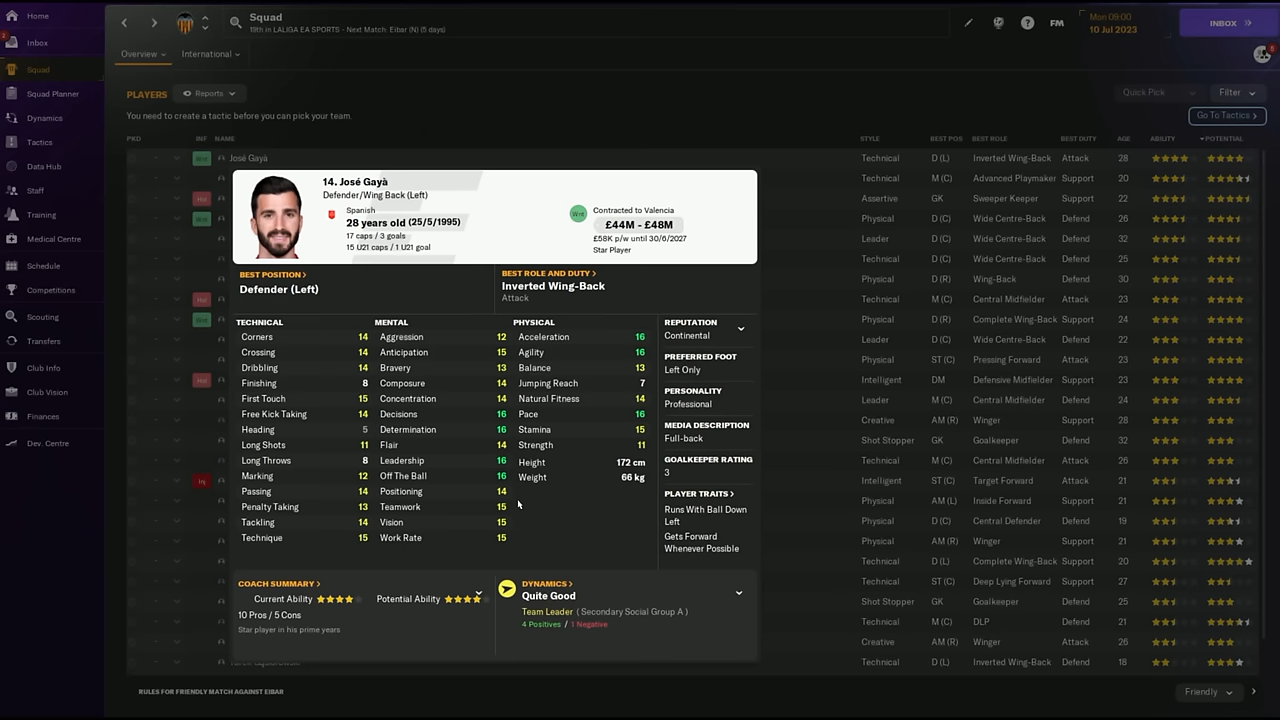 Home
Squad
19th in LALIGA EA SPORTS - Next Match: Eibar (N) (5 days)
FM
Mon 09:00
10 Jul 2023
INBOX
2
Inbox
Squad
Squad Planner
Dynamics
Tactics
Data Hub
Staff
Training
Medical Centre
Schedule
Competitions
Scouting
Transfers
Club Info
Club Vision
Finances
Dev. Centre
Overview
International
PLAYERS
Reports
Quick Pick
Filter
You need to create a tactic before you can pick your team.
Go To Tactics >
PKD INF NAME STYLE BEST POS BEST ROLE BEST DUTY AGE ABILITY POTENTIAL
Wnt José Gayà Technical D (L) Inverted Wing-Back Attack 28
Technical M (C) Advanced Playmaker Support 20
Assertive GK Sweeper Keeper Support 22
Wnt Physical D (C) Wide Centre-Back Defend 26
Leader D (C) Wide Centre-Back Defend 32
Technical D (C) Wide Centre-Back Defend 25
Physical D (R) Wing-Back Defend 30
Technical M (C) Central Midfielder Attack 23
Wnt Physical D (R) Complete Wing-Back Support 24
Leader D (C) Wide Centre-Back Defend 22
Physical ST (C) Pressing Forward Attack 23
Intelligent DM Defensive Midfielder Support 23
Leader M (C) Central Midfielder Defend 24
Creative AM (R) Winger Support 28
Shot Stopper GK Goalkeeper Defend 32
Technical M (C) Central Midfielder Attack 26
Inj Intelligent ST (C) Target Forward Attack 21
Physical AM (L) Inside Forward Support 21
Physical D (C) Central Defender Defend 19
Physical AM (R) Winger Support 21
Technical D (L) Complete Wing-Back Support 20
Technical ST (C) Deep Lying Forward Support 27
Shot Stopper GK Goalkeeper Defend 25
Technical M (C) DLP Defend 21
Creative AM (R) Winger Attack 26
Technical D (L) Inverted Wing-Back Defend 18
14. José Gayà
Defender/Wing Back (Left)
Spanish
28 years old (25/5/1995)
17 caps / 3 goals
15 U21 caps / 1 U21 goal
Wnt
Contracted to Valencia
£44M - £48M
£58K p/w until 30/6/2027
Star Player
BEST POSITION >
Defender (Left)
BEST ROLE AND DUTY >
Inverted Wing-Back
Attack
TECHNICAL
Corners 14
Crossing 14
Dribbling 14
Finishing 8
First Touch 15
Free Kick Taking 14
Heading 5
Long Shots 11
Long Throws 8
Marking 12
Passing 14
Penalty Taking 13
Tackling 14
Technique 15
MENTAL
Aggression 12
Anticipation 15
Bravery 13
Composure 14
Concentration 14
Decisions 16
Determination 16
Flair 14
Leadership 16
Off The Ball 16
Positioning 14
Teamwork 15
Vision 15
Work Rate 15
PHYSICAL
Acceleration 16
Agility 16
Balance 13
Jumping Reach 7
Natural Fitness 14
Pace 16
Stamina 15
Strength 11
Height 172 cm
Weight 66 kg
REPUTATION
Continental
PREFERRED FOOT
Left Only
PERSONALITY
Professional
MEDIA DESCRIPTION
Full-back
GOALKEEPER RATING
3
PLAYER TRAITS >
Runs With Ball Down
Left
Gets Forward
Whenever Possible
COACH SUMMARY >
Current Ability Potential Ability
10 Pros / 5 Cons
Star player in his prime years
DYNAMICS >
Quite Good
Team Leader ( Secondary Social Group A )
4 Positives / 1 Negative
RULES FOR FRIENDLY MATCH AGAINST EIBAR
Friendly